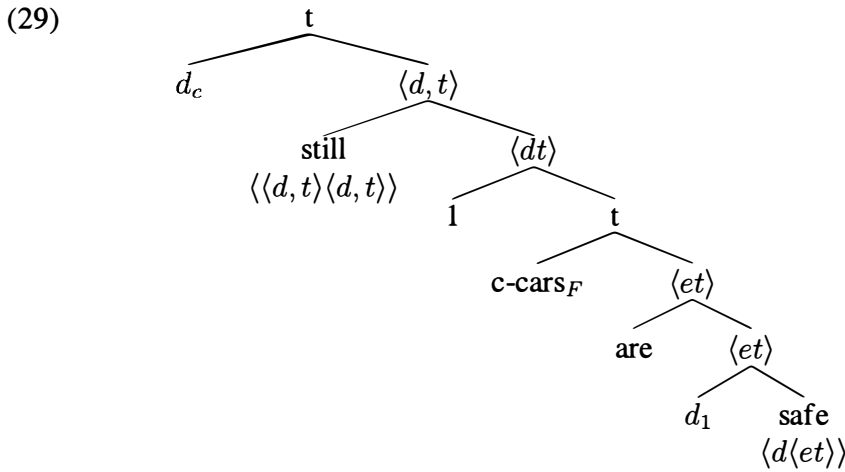 (29)
t
d_c ⟨d, t⟩
still ⟨dt⟩
⟨⟨d, t⟩⟨d, t⟩⟩
1 t
c-cars_F ⟨et⟩
are ⟨et⟩
d_1 safe
⟨d⟨et⟩⟩